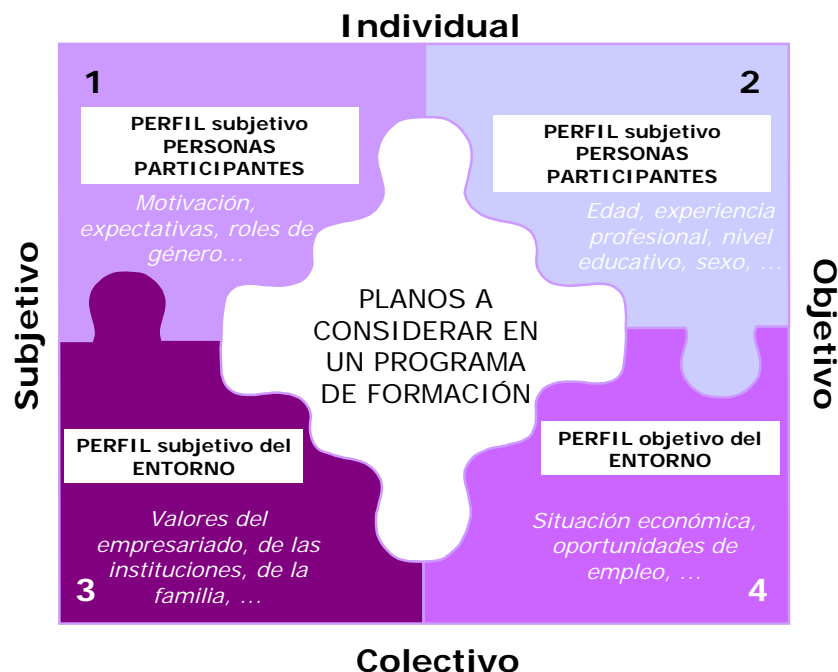 Individual
1
PERFIL subjetivo
PERSONAS
PARTICIPANTES
Motivación,
expectativas, roles de
género...
2
PERFIL subjetivo
PERSONAS
PARTICIPANTES
Edad, experiencia
profesional, nivel
educativo, sexo, ...
Subjetivo
Objetivo
PLANOS A
CONSIDERAR EN
UN PROGRAMA
DE FORMACIÓN
PERFIL subjetivo del
ENTORNO
Valores del
empresariado, de las
instituciones, de la
familia, ...
3
PERFIL objetivo del
ENTORNO
Situación económica,
oportunidades de
empleo, ...
4
Colectivo